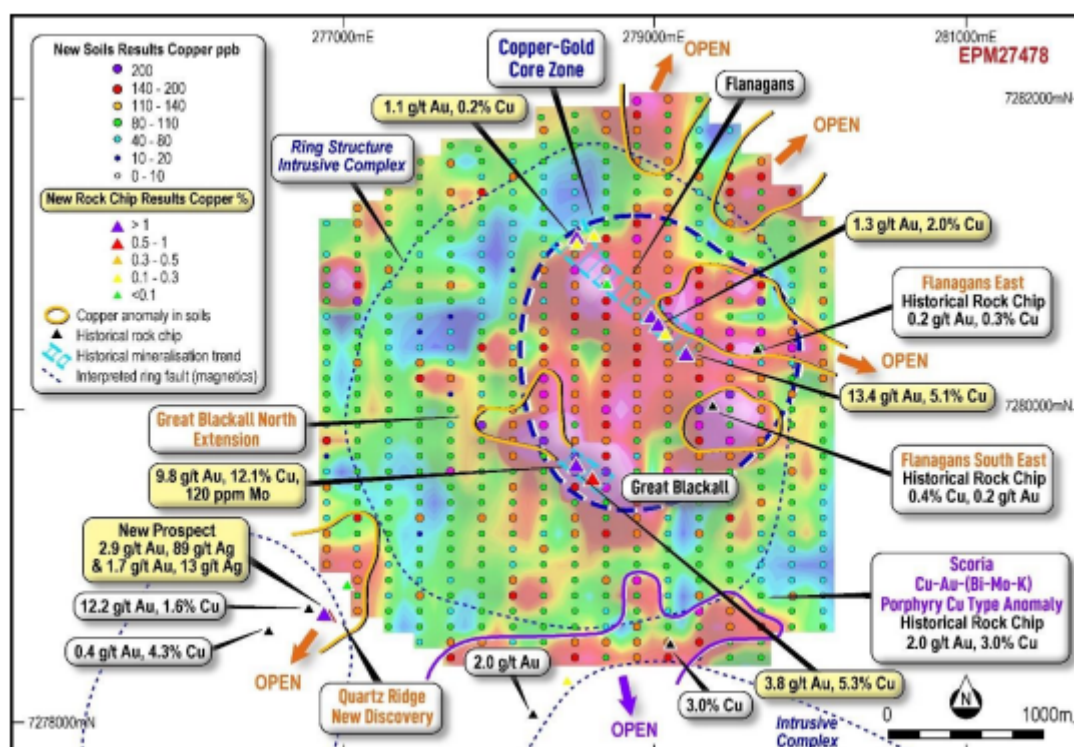 277000mE
279000mE
281000mE
EPM27478
7282000mN
7280000mN
7278000mN
New Soils Results Copper ppb
200
140 - 200
110 - 140
80 - 110
40 - 80
10 - 20
0 - 10
New Rock Chip Results Copper %
> 1
0.5 - 1
0.3 - 0.5
0.1 - 0.3
<0.1
Copper anomaly in soils
Historical rock chip
Historical mineralisation trend
Interpreted ring fault (magnetics)
Copper-Gold
Core Zone
OPEN
Flanagans
1.1 g/t Au, 0.2% Cu
OPEN
Ring Structure
Intrusive Complex
1.3 g/t Au, 2.0% Cu
Flanagans East
Historical Rock Chip
0.2 g/t Au, 0.3% Cu
OPEN
13.4 g/t Au, 5.1% Cu
Great Blackall North
Extension
9.8 g/t Au, 12.1% Cu,
120 ppm Mo
Great Blackall
Flanagans South East
Historical Rock Chip
0.4% Cu, 0.2 g/t Au
New Prospect
2.9 g/t Au, 89 g/t Ag
& 1.7 g/t Au, 13 g/t Ag
12.2 g/t Au, 1.6% Cu
0.4 g/t Au, 4.3% Cu
OPEN
Quartz Ridge
New Discovery
2.0 g/t Au
OPEN
3.0% Cu
3.8 g/t Au, 5.3% Cu
Scoria
Cu-Au-(Bi-Mo-K)
Porphyry Cu Type Anomaly
Historical Rock Chip
2.0 g/t Au, 3.0% Cu
Intrusive
Complex
N
0 1000m